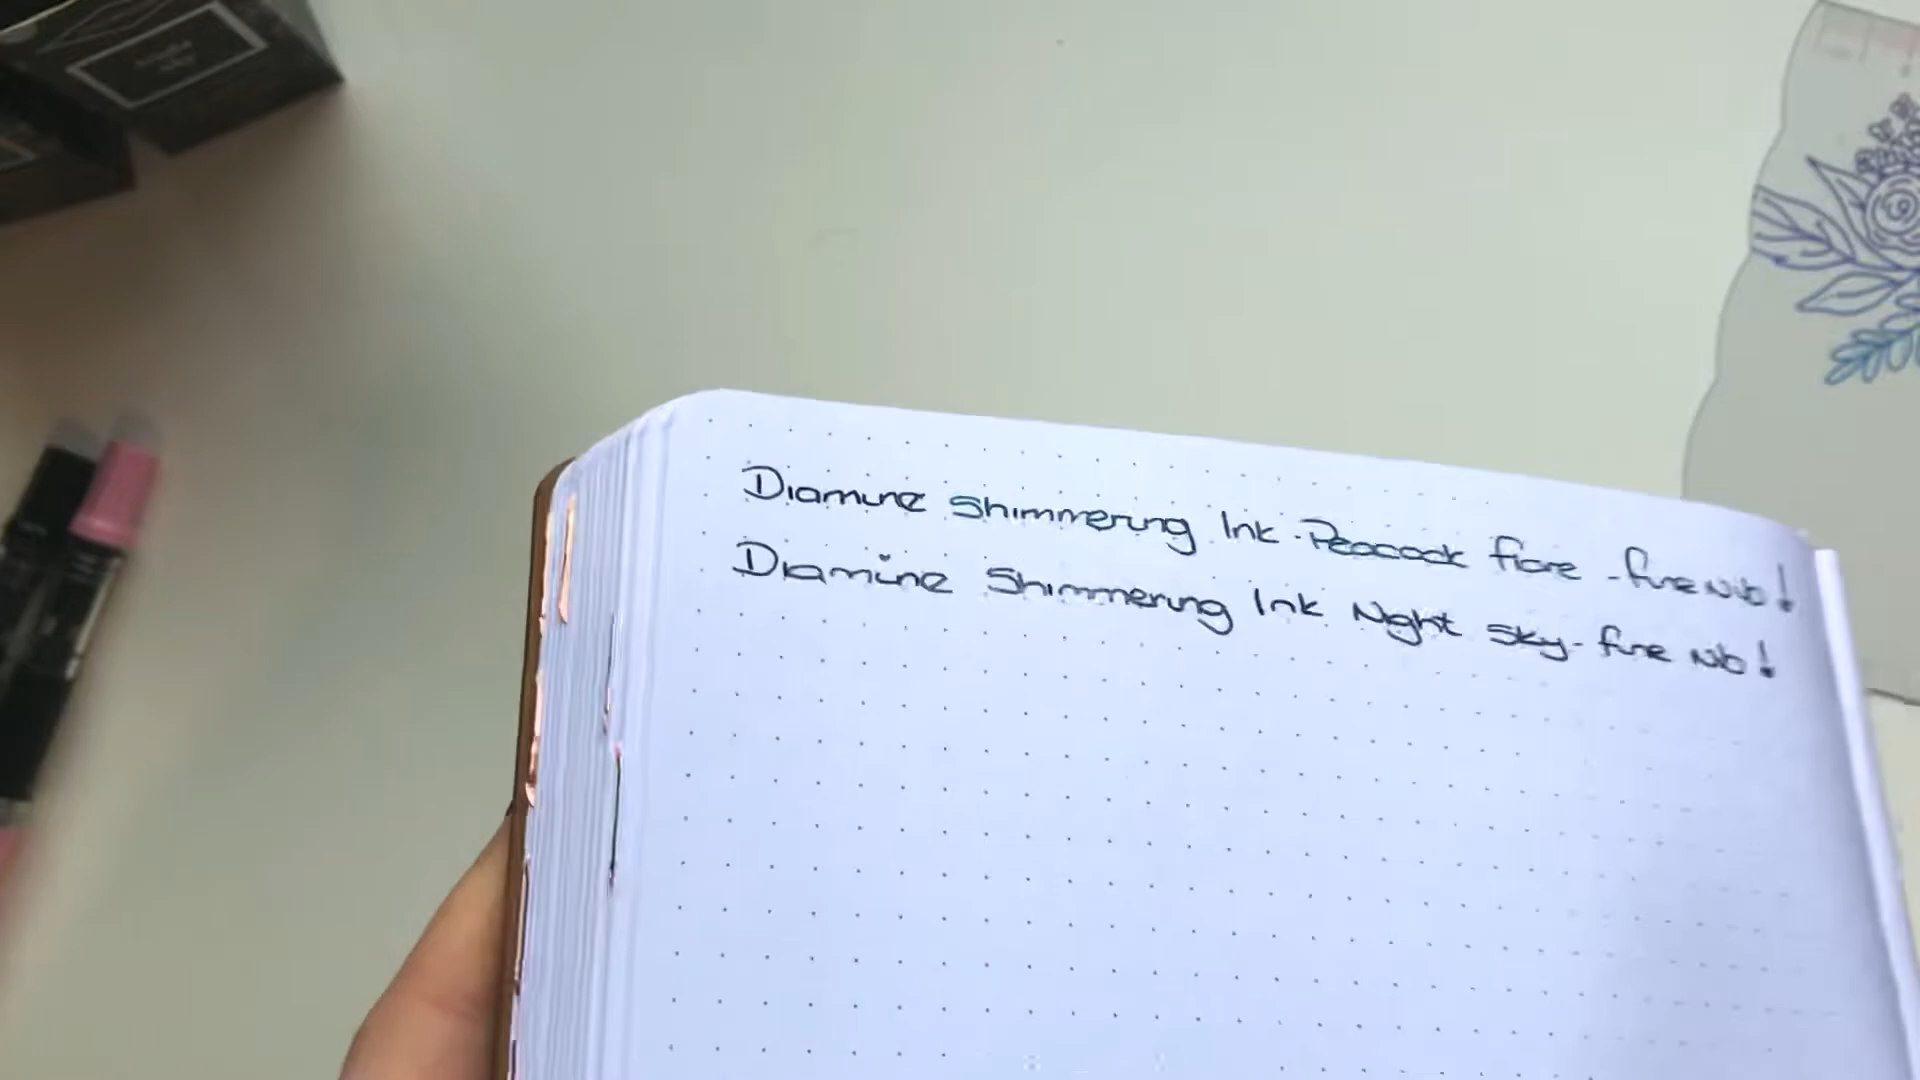 Diamine Shimmering Ink - Peacock flare - fine Nib!
Diamine Shimmering Ink Night Sky - fine Nib!